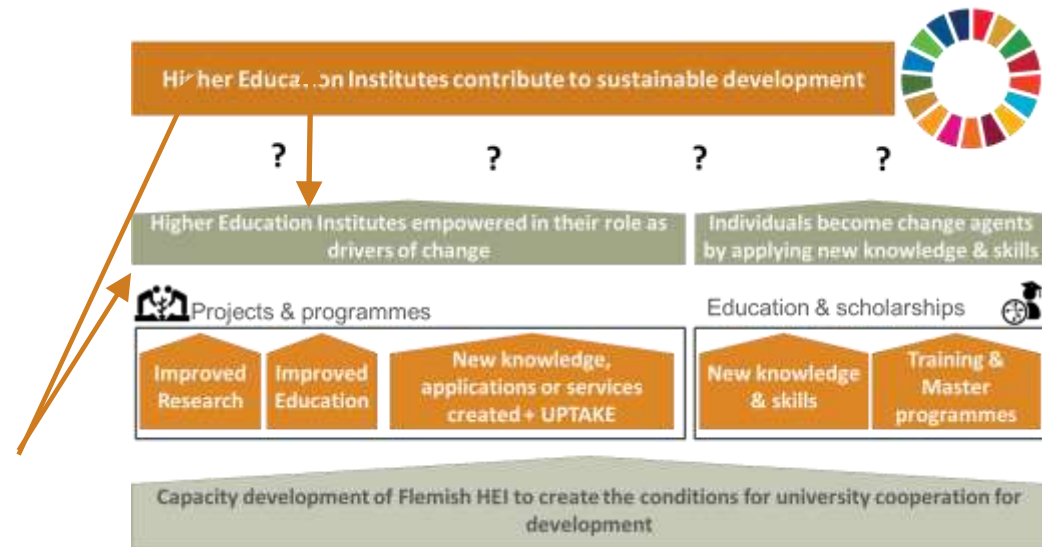 Higher Education Institutes contribute to sustainable development
? ? ? ?
Higher Education Institutes empowered in their role as
drivers of change
Individuals become change agents
by applying new knowledge & skills
Projects & programmes
Education & scholarships
Improved
Research
Improved
Education
New knowledge,
applications or services
created + UPTAKE
New knowledge
& skills
Training &
Master
programmes
Capacity development of Flemish HEI to create the conditions for university cooperation for
development